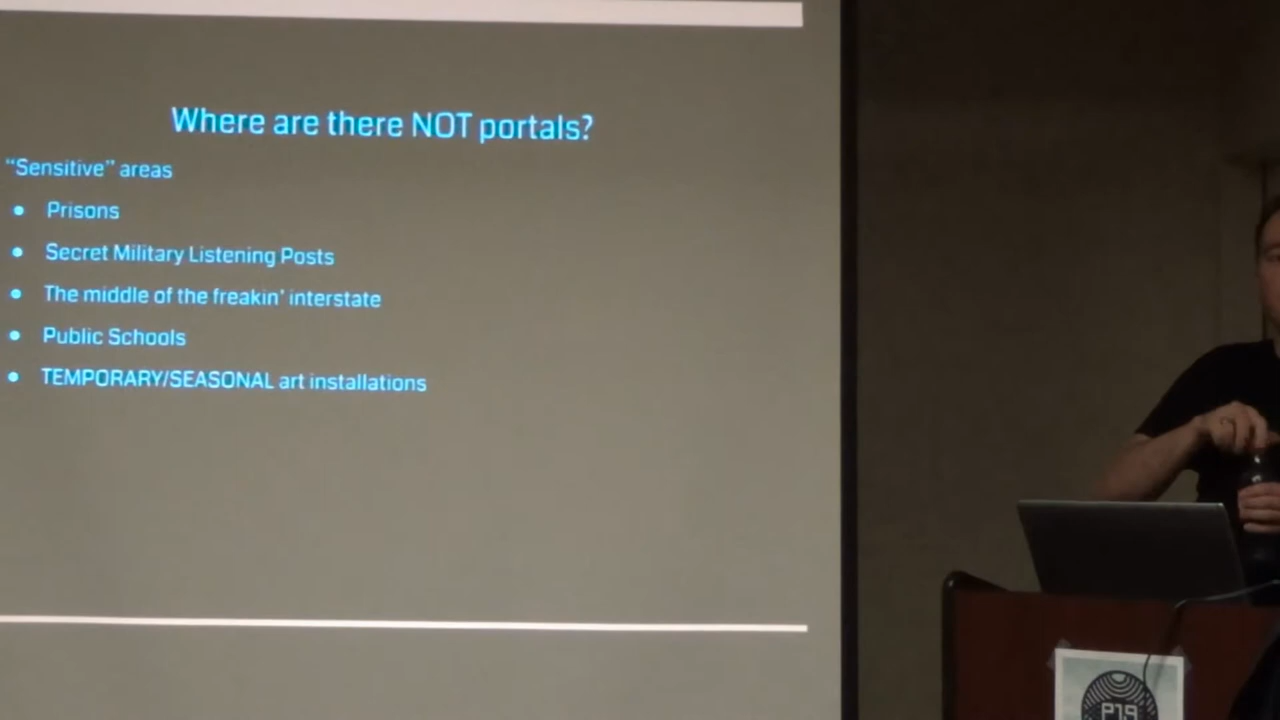 Where are there NOT portals?
“Sensitive” areas
● Prisons
● Secret Military Listening Posts
● The middle of the freakin’ interstate
● Public Schools
● TEMPORARY/SEASONAL art installations
P19